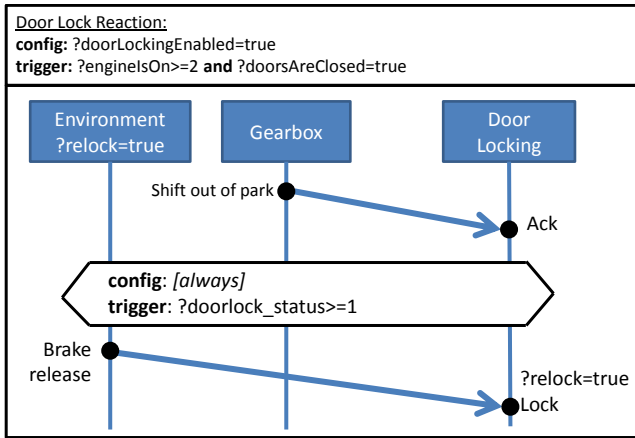 Door Lock Reaction:
config: ?doorLockingEnabled=true
trigger: ?engineIsOn>=2 and ?doorsAreClosed=true
Environment
?relock=true
Gearbox
Door
Locking
Shift out of park
Ack
config: [always]
trigger: ?doorlock_status>=1
Brake
release
?relock=true
Lock